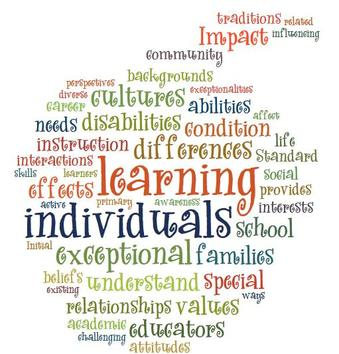 traditions related
Impact influencing
community
perspectives backgrounds
diverse cultures exceptionalities
career abilities
needs disabilities affect
instruction condition life
interactions differences Standard
skills learners learning social
effects provides
active primary awareness interests
individuals school
Initial exceptional families
beliefs understand special
existing ways
relationships values
academic educators
challenging
attitudes